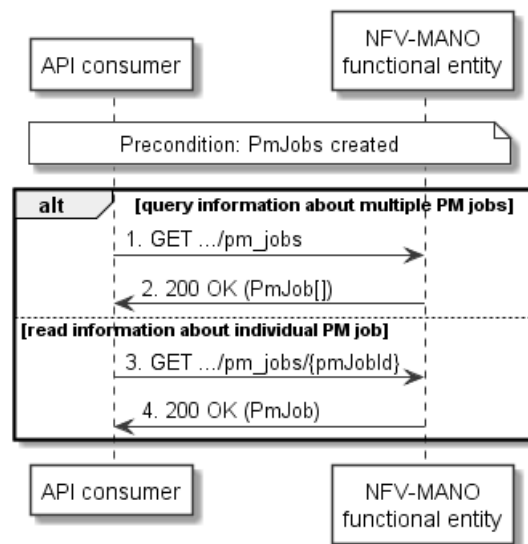 API consumer
NFV-MANO
functional entity
Precondition: PmJobs created
alt
[query information about multiple PM jobs]
1. GET .../pm_jobs
2. 200 OK (PmJob[])
[read information about individual PM job]
3. GET .../pm_jobs/{pmJobId}
4. 200 OK (PmJob)
API consumer
NFV-MANO
functional entity